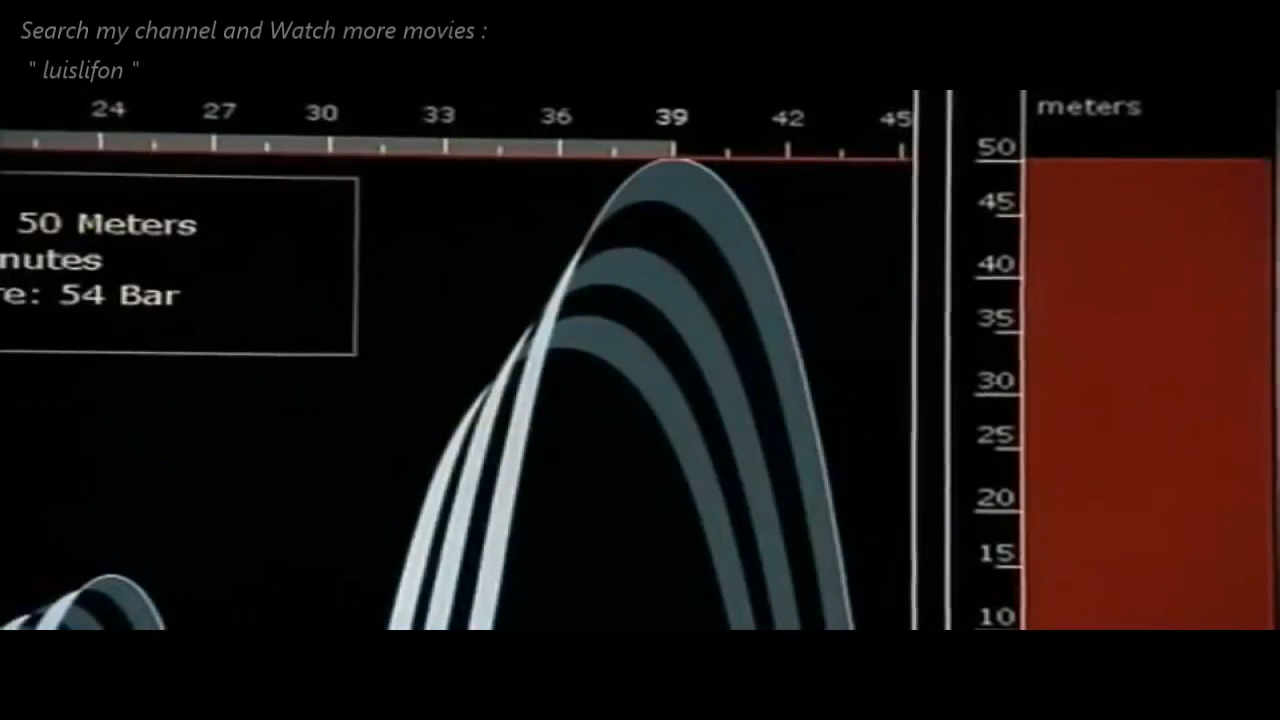 Search my channel and Watch more movies :
" luislifon "
24 27 30 33 36 39 42 45
meters
50
45
40
35
30
25
20
15
10
50 Meters
nutes
re: 54 Bar